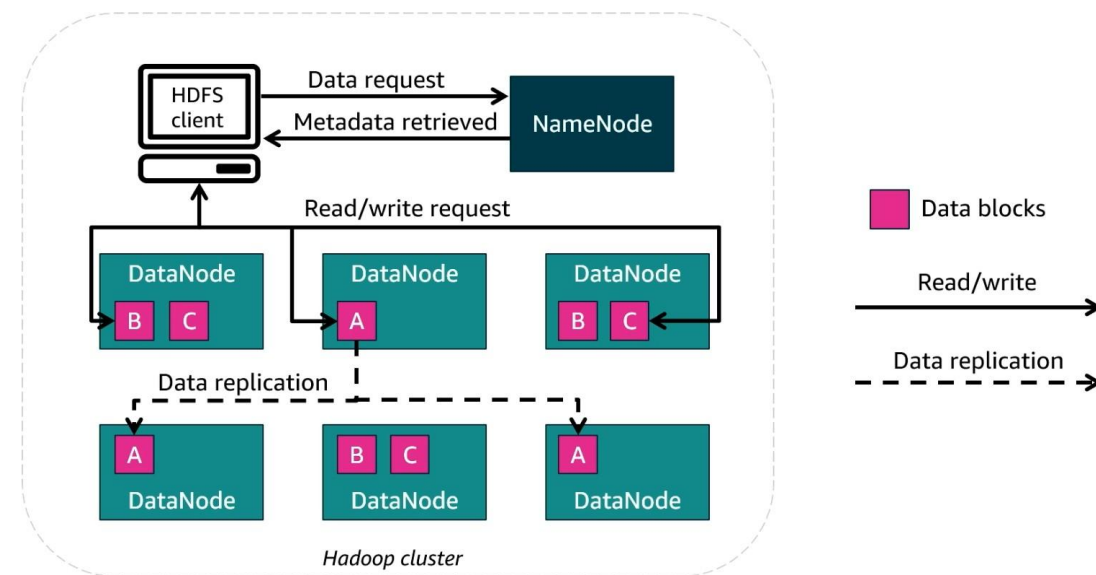 HDFS
client
Data request
Metadata retrieved
NameNode
Read/write request
DataNode
B C
DataNode
A
DataNode
B C
Data replication
A
DataNode
B C
DataNode
A
DataNode
Hadoop cluster
Data blocks
Read/write
Data replication